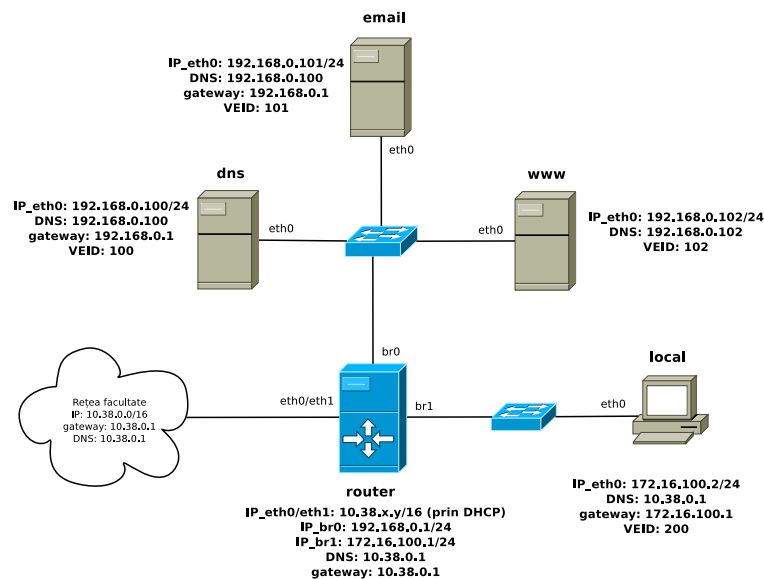 email
IP_eth0: 192.168.0.101/24
DNS: 192.168.0.100
gateway: 192.168.0.1
VEID: 101
eth0
dns
IP_eth0: 192.168.0.100/24
DNS: 192.168.0.100
gateway: 192.168.0.1
VEID: 100
eth0
www
eth0
IP_eth0: 192.168.0.102/24
DNS: 192.168.0.102
VEID: 102
br0
Rețea facultate
IP: 10.38.0.0/16
gateway: 10.38.0.1
DNS: 10.38.0.1
eth0/eth1
br1
router
IP_eth0/eth1: 10.38.x.y/16 (prin DHCP)
IP_br0: 192.168.0.1/24
IP_br1: 172.16.100.1/24
DNS: 10.38.0.1
gateway: 10.38.0.1
local
eth0
IP_eth0: 172.16.100.2/24
DNS: 10.38.0.1
gateway: 172.16.100.1
VEID: 200